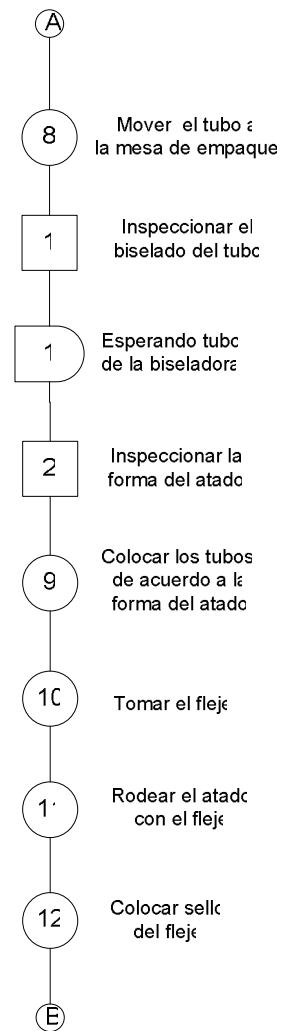 A
8
Mover el tubo a
la mesa de empaque
1
Inspeccionar el
biselado del tubo
1
Esperando tubo
de la biseladora
2
Inspeccionar la
forma del atado
9
Colocar los tubos
de acuerdo a la
forma del atado
10
Tomar el fleje
11
Rodear el atado
con el fleje
12
Colocar sello
del fleje
B